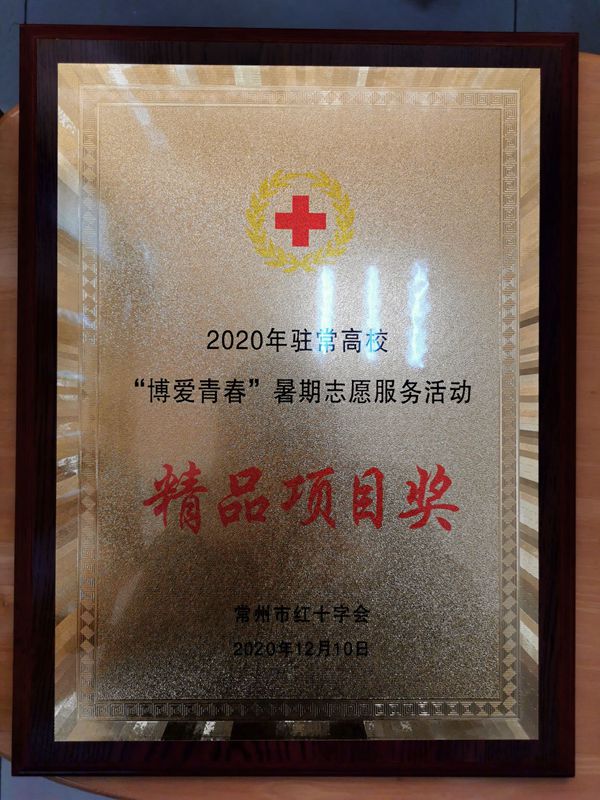 2020年驻常高校
“博爱青春”暑期志愿服务活动
精品项目奖
常州市红十字会
2020年12月10日